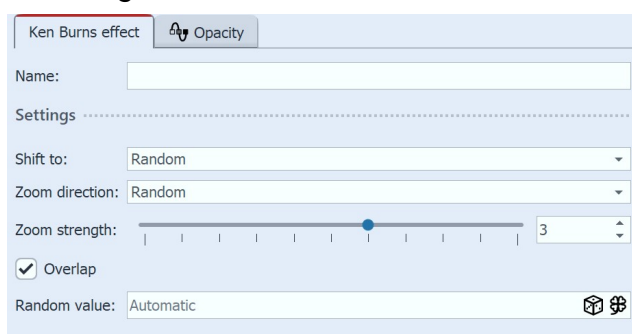 Ken Burns effect Opacity
Name:
Settings
Shift to: Random
Zoom direction: Random
Zoom strength: 3
Overlap
Random value: Automatic